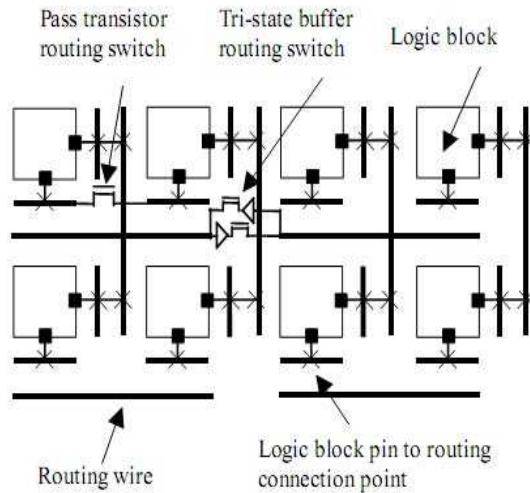 Pass transistor
routing switch
Tri-state buffer
routing switch
Logic block
Routing wire
Logic block pin to routing
connection point